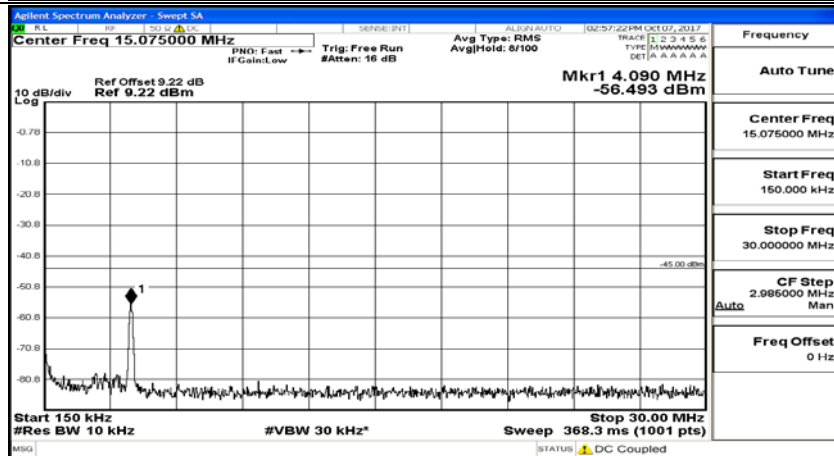 Agilent Spectrum Analyzer - Swept SA
RL RF 50 Ω DC SENSE:INT ALIGN AUTO 02:57:22 PM Oct 07, 2017
Center Freq 15.075000 MHz
PNO: Fast
IFGain:Low
Trig: Free Run
#Atten: 16 dB
Avg Type: RMS
Avg|Hold: 8/100
TRACE 1 2 3 4 5 6
TYPE M W W W W W
DET A A A A A A
Ref Offset 9.22 dB
Ref 9.22 dBm
10 dB/div
Log
Mkr1 4.090 MHz
-56.493 dBm
-0.78
-10.8
-20.8
-30.8
-40.8
-45.00 dBm
-50.8
1
-60.8
-70.8
-80.8
Start 150 kHz
Stop 30.00 MHz
#Res BW 10 kHz
#VBW 30 kHz*
Sweep 368.3 ms (1001 pts)
MSG
STATUS
DC Coupled
Frequency
Auto Tune
Center Freq
15.075000 MHz
Start Freq
150.000 kHz
Stop Freq
30.000000 MHz
CF Step
2.985000 MHz
Auto Man
Freq Offset
0 Hz